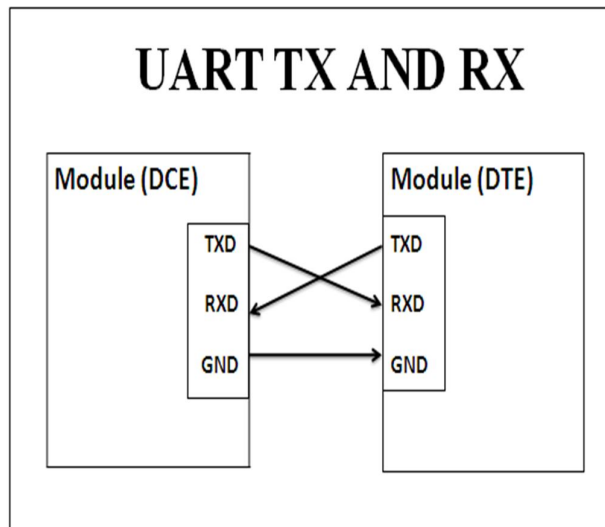 UART TX AND RX
Module (DCE)
TXD
RXD
GND
Module (DTE)
TXD
RXD
GND